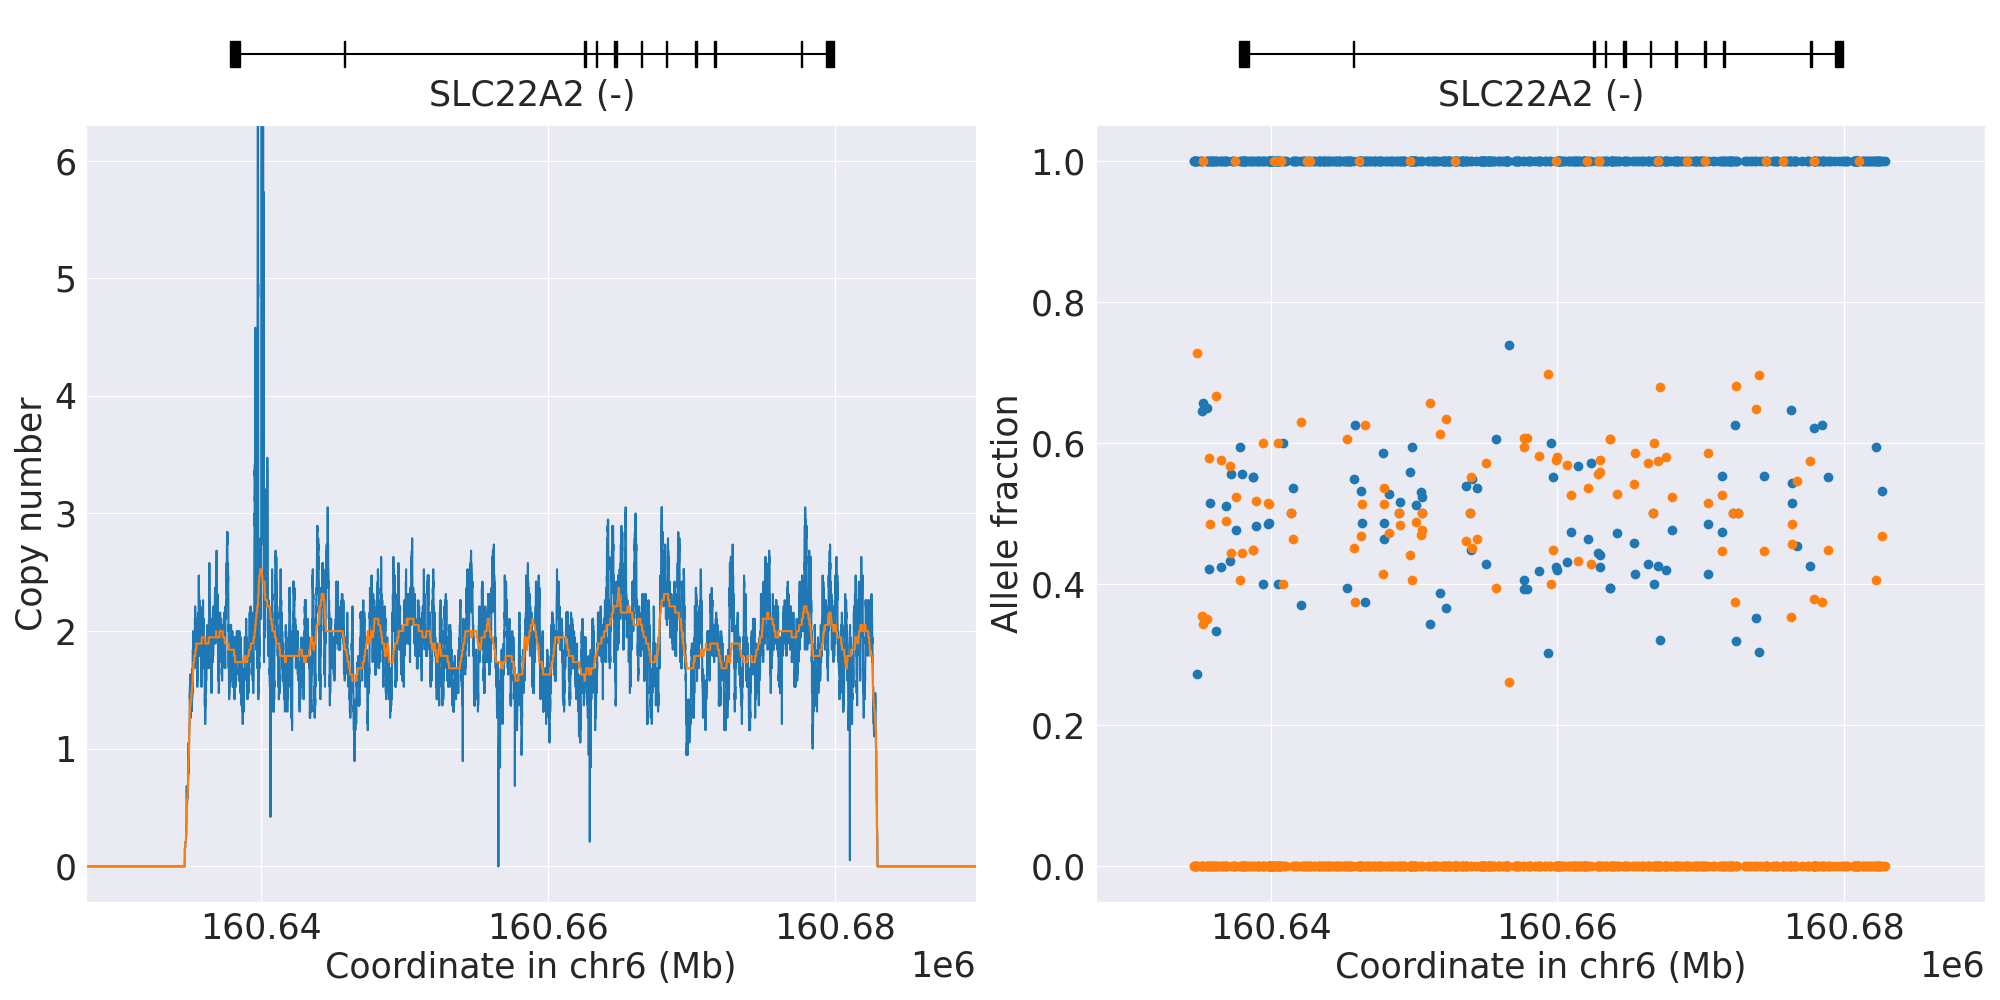 SLC22A2 (-)
6
5
4
3
2
1
0
Copy number
160.64
160.66
160.68
Coordinate in chr6 (Mb)
1e6
SLC22A2 (-)
1.0
0.8
0.6
0.4
0.2
0.0
Allele fraction
160.64
160.66
160.68
Coordinate in chr6 (Mb)
1e6